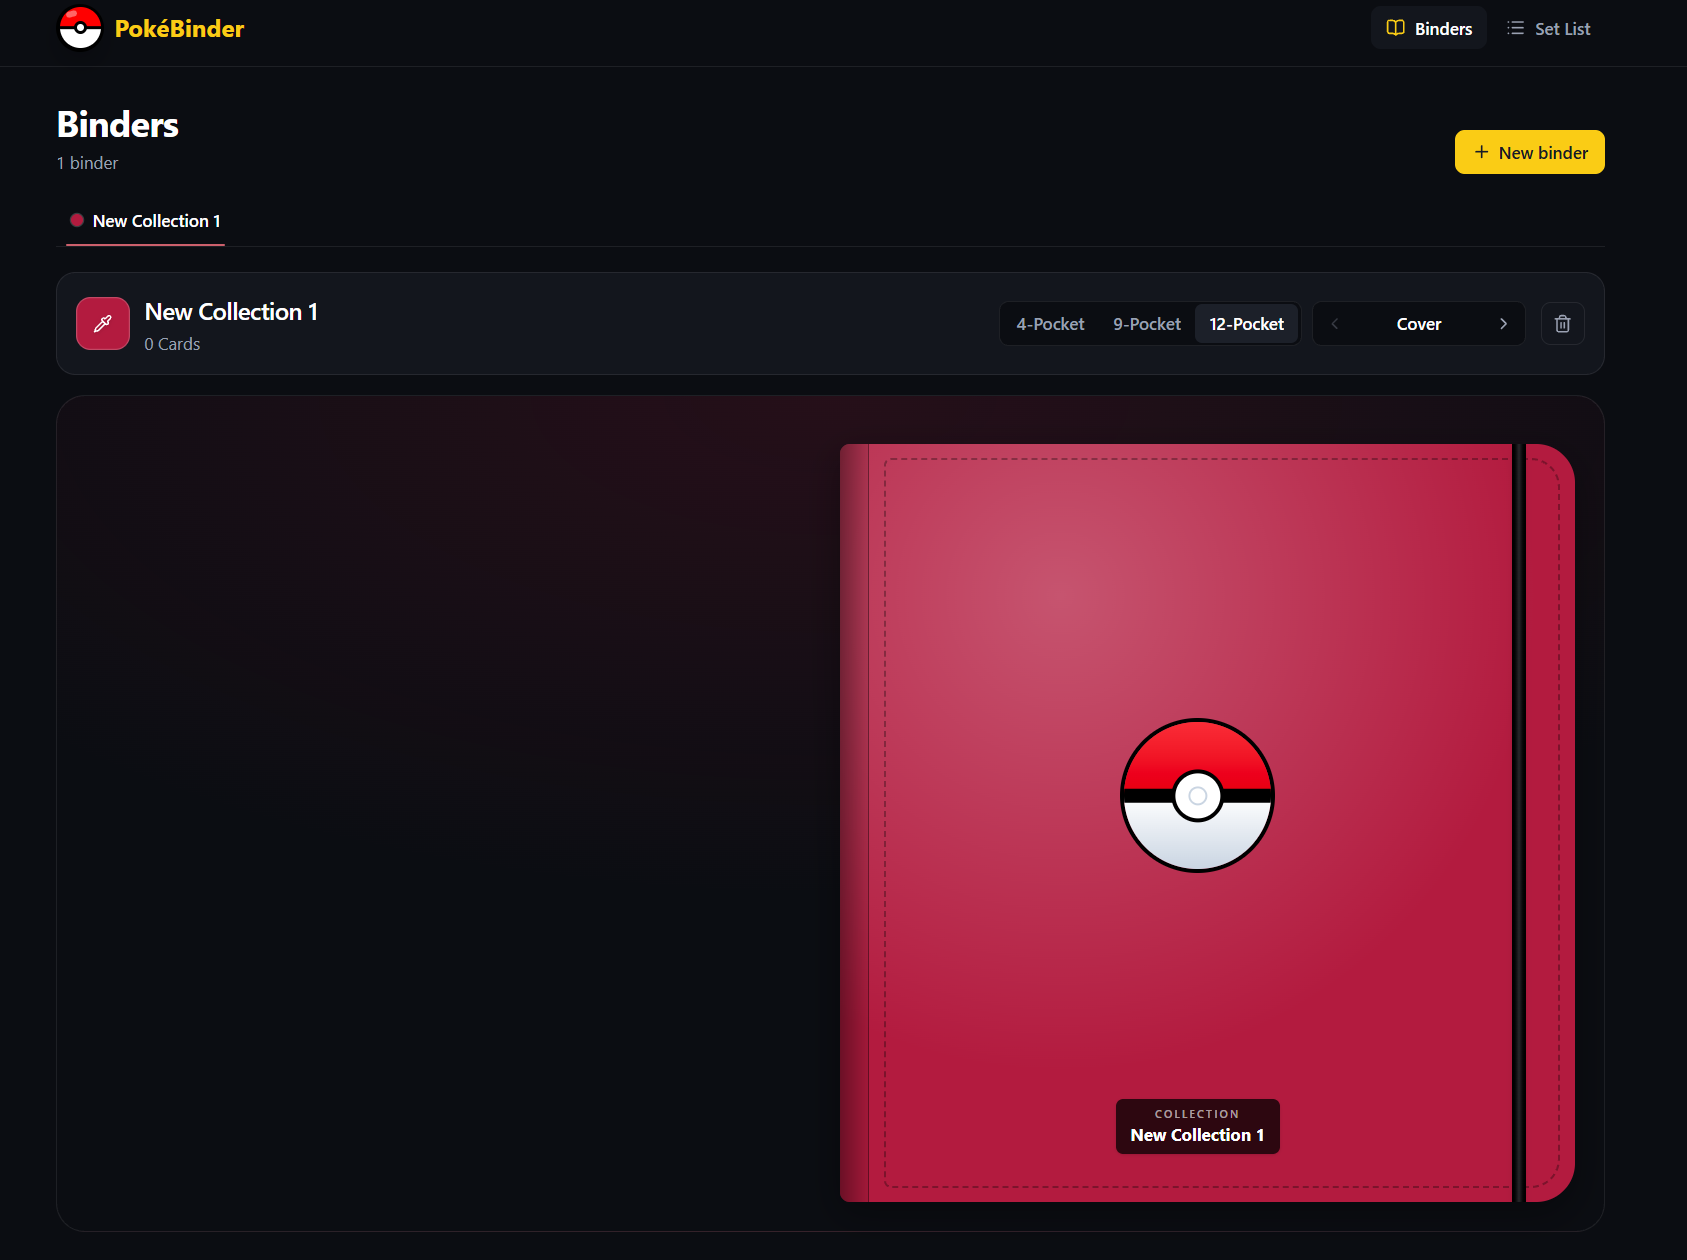 PokéBinder
Binders
Set List
Binders
1 binder
New binder
New Collection 1
New Collection 1
0 Cards
4-Pocket
9-Pocket
12-Pocket
Cover
COLLECTION
New Collection 1